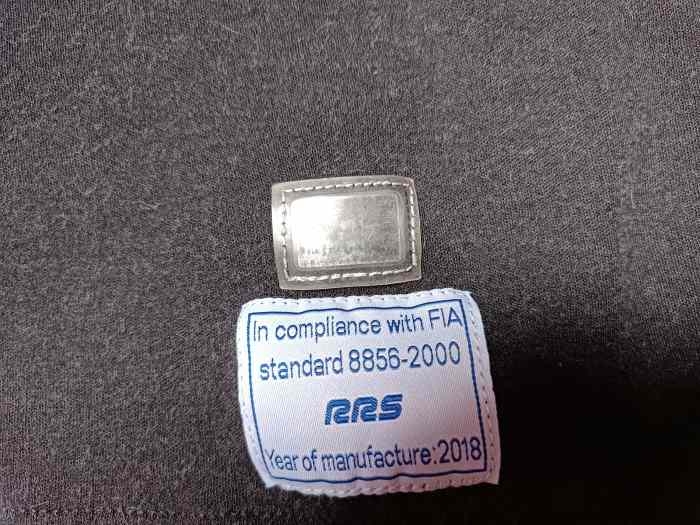 In compliance with FIA
standard 8856-2000
RRS
Year of manufacture:2018